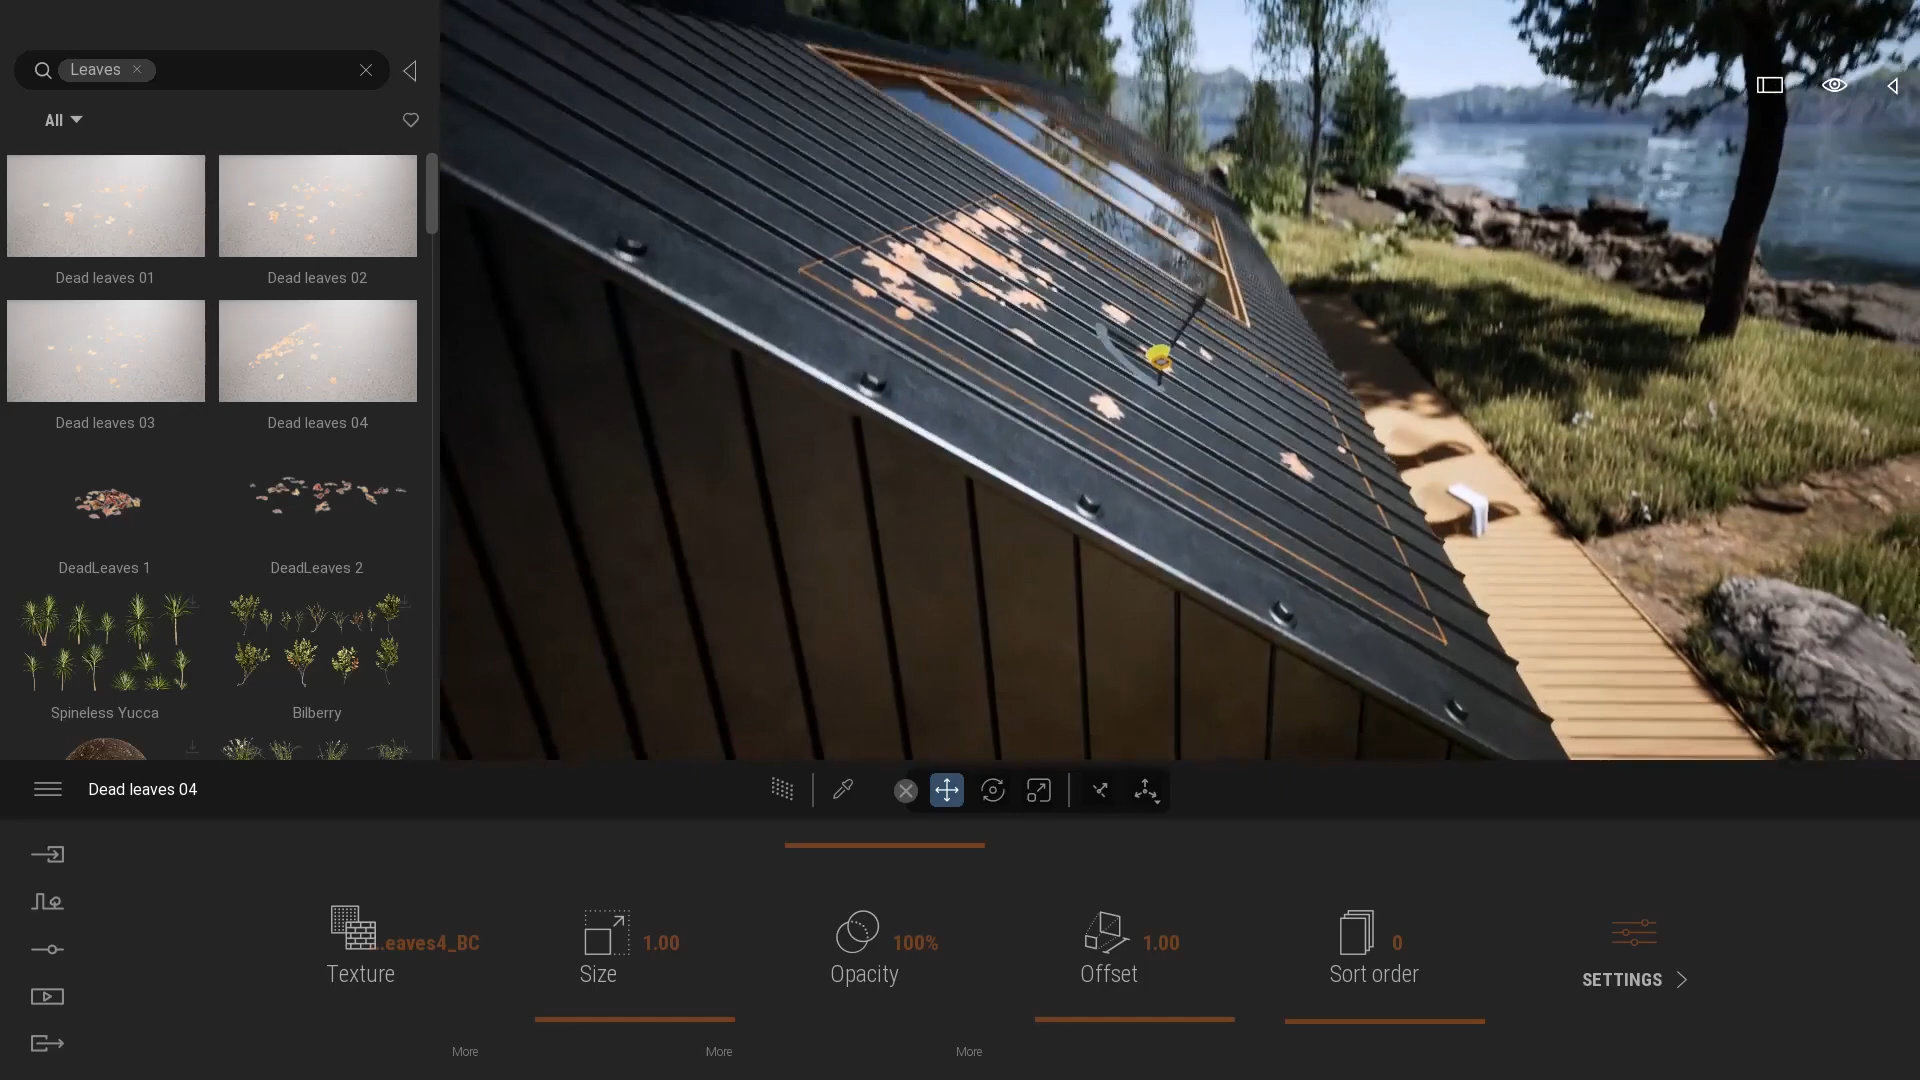 Leaves
All
Dead leaves 01
Dead leaves 02
Dead leaves 03
Dead leaves 04
DeadLeaves 1
DeadLeaves 2
Spineless Yucca
Bilberry
Dead leaves 04
...eaves4_BC
Texture
1.00
Size
100%
Opacity
1.00
Offset
0
Sort order
SETTINGS
More
More
More